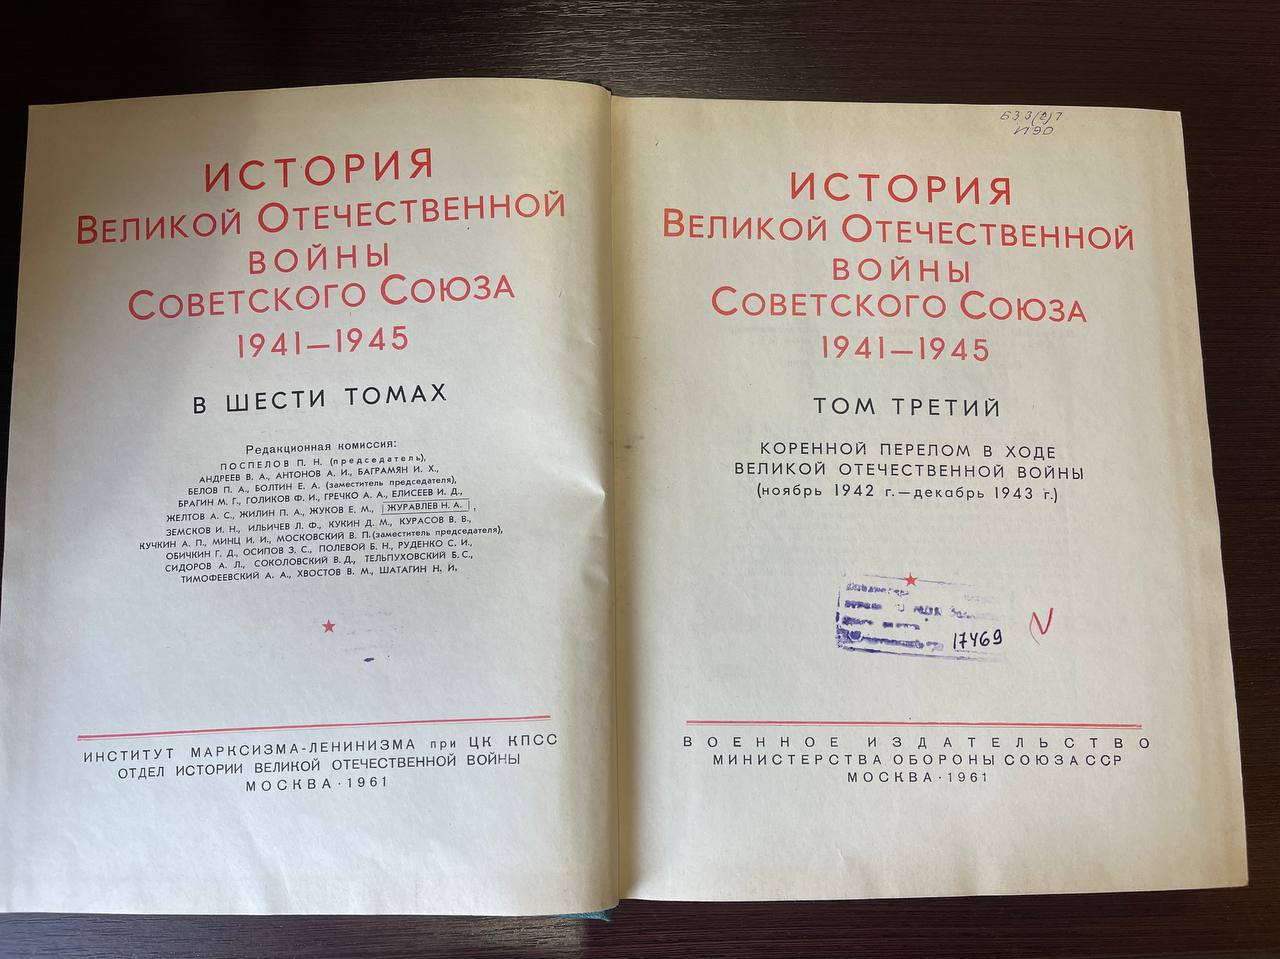 ИСТОРИЯ
ВЕЛИКОЙ ОТЕЧЕСТВЕННОЙ
ВОЙНЫ
СОВЕТСКОГО СОЮЗА
1941—1945
В ШЕСТИ ТОМАХ
Редакционная комиссия:
ПОСПЕЛОВ П. Н. (председатель),
АНДРЕЕВ В. А., АНТОНОВ А. И., БАГРАМЯН И. Х.,
БЕЛОВ П. А., БОЛТИН Е. А. (заместитель председателя),
БРАГИН М. Г., ГОЛИКОВ Ф. И., ГРЕЧКО А. А., ЕЛИСЕЕВ И. Д.,
ЖЕЛТОВ А. С., ЖИЛИН П. А., ЖУКОВ Е. М., ЖУРАВЛЕВ Н. А.,
ЗЕМСКОВ И. Н., ИЛЬИЧЕВ Л. Ф., КУКИН Д. М., КУРАСОВ В. В.,
КУЧКИН А. П., МИНЦ И. И., МОСКОВСКИЙ В. П. (заместитель председателя),
ОБИЧКИН Г. Д., ОСИПОВ З. С., ПОЛЕВОЙ Б. Н., РУДЕНКО С. И.,
СИДОРОВ А. Л., СОКОЛОВСКИЙ В. Д., ТЕЛЬПУХОВСКИЙ Б. С.,
ТИМОФЕЕВСКИЙ А. А., ХВОСТОВ В. М., ШАТАГИН Н. И.
ИНСТИТУТ МАРКСИЗМА-ЛЕНИНИЗМА при ЦК КПСС
ОТДЕЛ ИСТОРИИ ВЕЛИКОЙ ОТЕЧЕСТВЕННОЙ ВОЙНЫ
МОСКВА · 1961
63.3(2)7
И90
ИСТОРИЯ
ВЕЛИКОЙ ОТЕЧЕСТВЕННОЙ
ВОЙНЫ
СОВЕТСКОГО СОЮЗА
1941—1945
ТОМ ТРЕТИЙ
КОРЕННОЙ ПЕРЕЛОМ В ХОДЕ
ВЕЛИКОЙ ОТЕЧЕСТВЕННОЙ ВОЙНЫ
(ноябрь 1942 г.—декабрь 1943 г.)
17469
ВОЕННОЕ ИЗДАТЕЛЬСТВО
МИНИСТЕРСТВА ОБОРОНЫ СОЮЗА ССР
МОСКВА · 1961